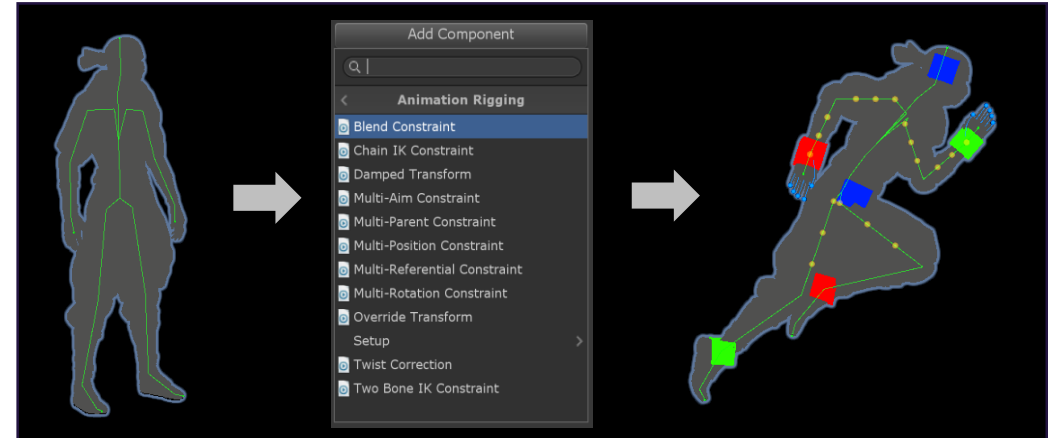 Add Component
Animation Rigging
Blend Constraint
Chain IK Constraint
Damped Transform
Multi-Aim Constraint
Multi-Parent Constraint
Multi-Position Constraint
Multi-Referential Constraint
Multi-Rotation Constraint
Override Transform
Setup
Twist Correction
Two Bone IK Constraint